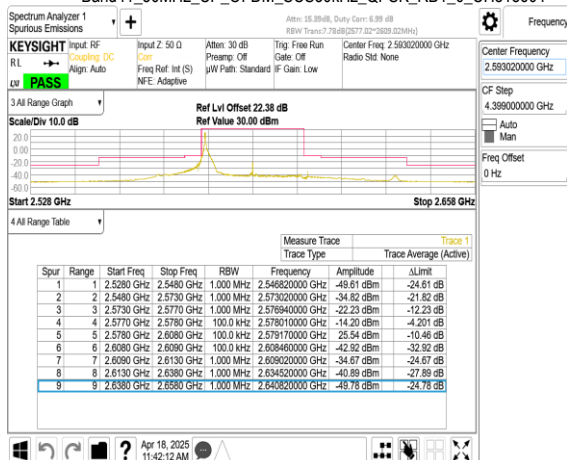 Spectrum Analyzer 1
Spurious Emissions
Attn: 15.39dB, Duty Corr: 6.99 dB
RBW Trans:7.78dB(2577.02~2609.02MHz)
Frequency
KEYSIGHT Input: RF Input Z: 50 Ω Atten: 30 dB Trig: Free Run Center Freq: 2.593020000 GHz
RL Coupling: DC Corr Preamp: Off Gate: Off Radio Std: None
Align: Auto Freq Ref: Int (S) µW Path: Standard IF Gain: Low
NFE: Adaptive
LXI PASS
Center Frequency
2.593020000 GHz
CF Step
4.399000000 GHz
Auto
Man
Freq Offset
0 Hz
3 All Range Graph
Ref Lvl Offset 22.38 dB
Scale/Div 10.0 dB Ref Value 30.00 dBm
20.0
0.00
-20.0
-40.0
-60.0
Start 2.528 GHz Stop 2.658 GHz
4 All Range Table
Measure Trace Trace 1
Trace Type Trace Average (Active)
Spur Range Start Freq Stop Freq RBW Frequency Amplitude ΔLimit
1 1 2.5280 GHz 2.5480 GHz 1.000 MHz 2.546820000 GHz -49.61 dBm -24.61 dB
2 2 2.5480 GHz 2.5730 GHz 1.000 MHz 2.573020000 GHz -34.82 dBm -21.82 dB
3 3 2.5730 GHz 2.5770 GHz 1.000 MHz 2.576940000 GHz -22.23 dBm -12.23 dB
4 4 2.5770 GHz 2.5780 GHz 100.0 kHz 2.578010000 GHz -14.20 dBm -4.201 dB
5 5 2.5780 GHz 2.6080 GHz 100.0 kHz 2.579170000 GHz 25.54 dBm -10.46 dB
6 6 2.6080 GHz 2.6090 GHz 100.0 kHz 2.608460000 GHz -42.92 dBm -32.92 dB
7 7 2.6090 GHz 2.6130 GHz 1.000 MHz 2.609020000 GHz -34.67 dBm -24.67 dB
8 8 2.6130 GHz 2.6380 GHz 1.000 MHz 2.634520000 GHz -40.89 dBm -27.89 dB
9 9 2.6380 GHz 2.6580 GHz 1.000 MHz 2.640820000 GHz -49.78 dBm -24.78 dB
Apr 18, 2025
11:42:12 AM